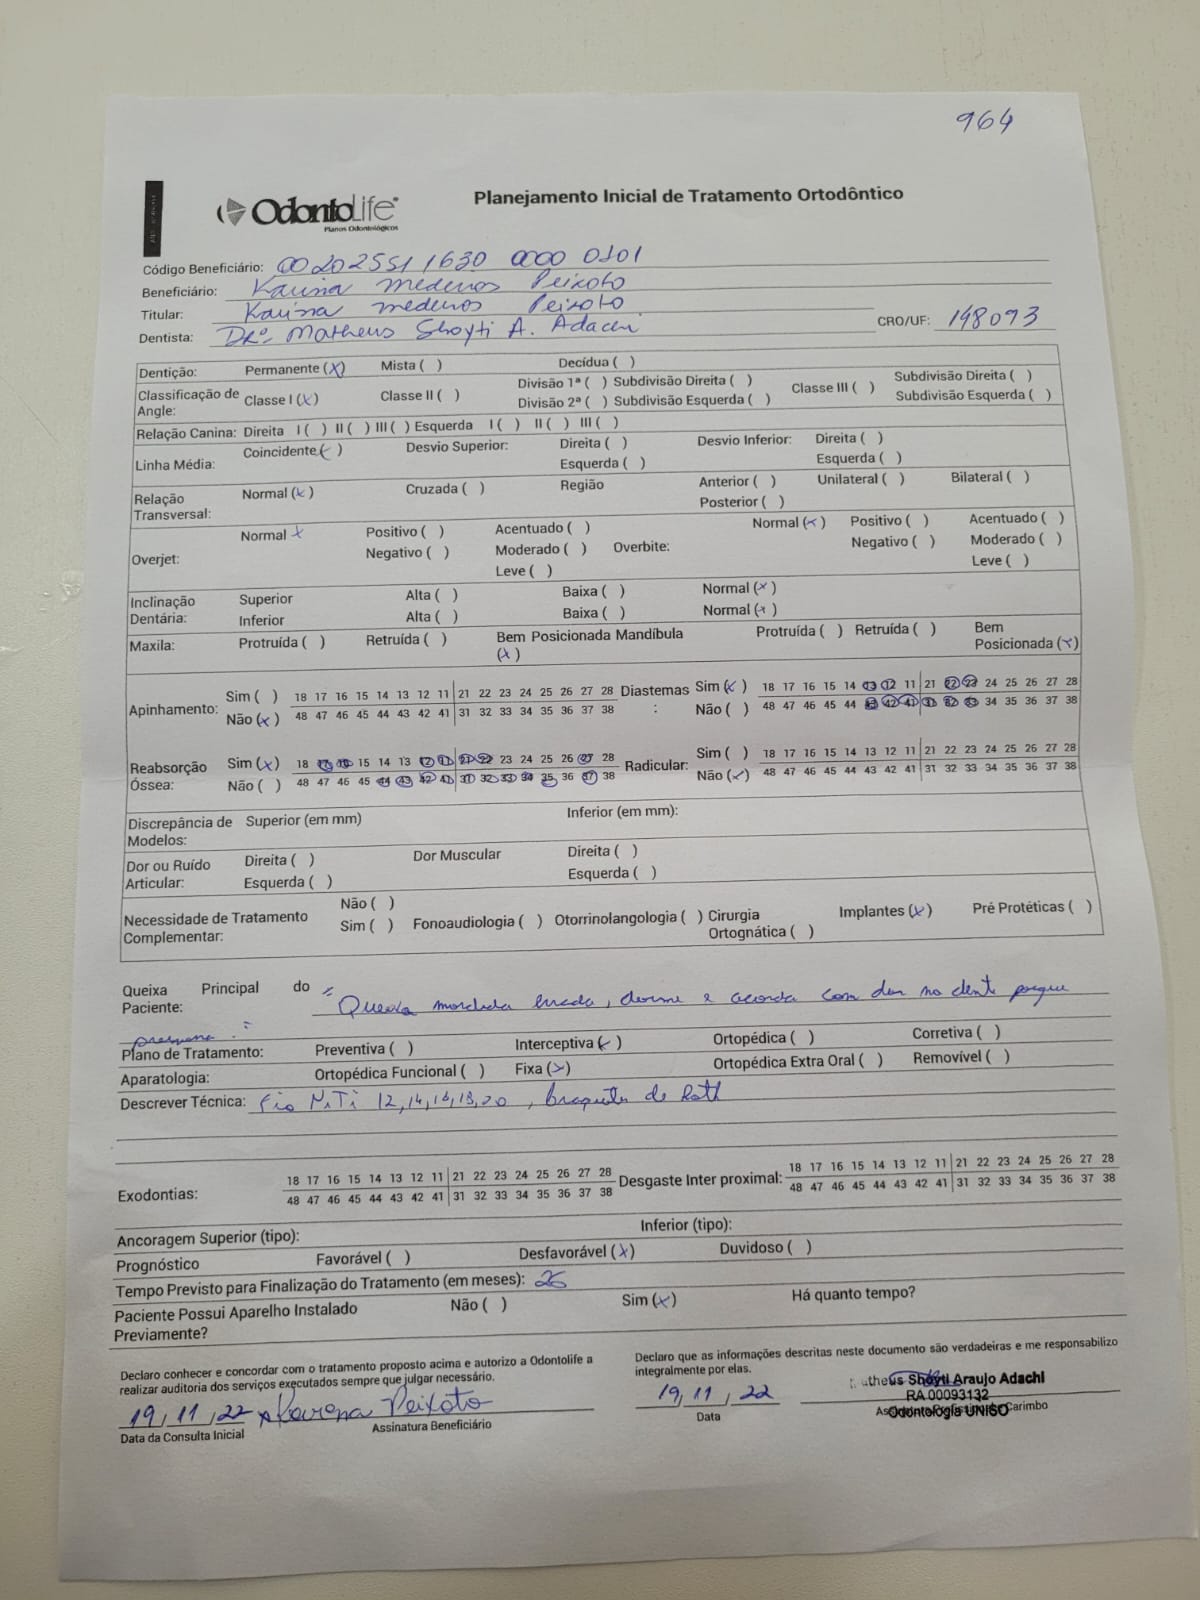 964
OdontoLife®
Planos Odontológicos
Planejamento Inicial de Tratamento Ortodôntico
Código Beneficiário: 00202551 1630 0000 0101
Beneficiário: Karina medeiros Peixoto
Titular: Karina medeiros Peixoto
Dentista: Drº Matheus Shoyti A. Adachi CRO/UF: 148093
Dentição: Permanente (x) Mista ( ) Decídua ( )
Classificação de Angle: Classe I (x) Classe II ( ) Divisão 1ª ( ) Subdivisão Direita ( ) Classe III ( ) Subdivisão Direita ( )
Divisão 2ª ( ) Subdivisão Esquerda ( ) Subdivisão Esquerda ( )
Relação Canina: Direita I ( ) II ( ) III ( ) Esquerda I ( ) II ( ) III ( )
Linha Média: Coincidente (x) Desvio Superior: Direita ( ) Desvio Inferior: Direita ( )
Esquerda ( ) Esquerda ( )
Relação Transversal: Normal (x) Cruzada ( ) Região Anterior ( ) Unilateral ( ) Bilateral ( )
Posterior ( )
Overjet: Normal x Positivo ( ) Acentuado ( ) Overbite: Normal (x) Positivo ( ) Acentuado ( )
Negativo ( ) Moderado ( ) Negativo ( ) Moderado ( )
Leve ( ) Leve ( )
Inclinação Superior Alta ( ) Baixa ( ) Normal (x)
Dentária: Inferior Alta ( ) Baixa ( ) Normal (x)
Maxila: Protruída ( ) Retruída ( ) Bem Posicionada (x) Mandíbula Protruída ( ) Retruída ( ) Bem Posicionada (x)
Apinhamento: Sim ( ) 18 17 16 15 14 13 12 11 21 22 23 24 25 26 27 28 Diastemas: Sim (x) 18 17 16 15 14 13 12 11 21 22 23 24 25 26 27 28
Não (x) 48 47 46 45 44 43 42 41 31 32 33 34 35 36 37 38 Não ( ) 48 47 46 45 44 43 42 41 31 32 33 34 35 36 37 38
Reabsorção Sim (x) 18 17 16 15 14 13 12 11 21 22 23 24 25 26 27 28 Radicular: Sim ( ) 18 17 16 15 14 13 12 11 21 22 23 24 25 26 27 28
Óssea: Não ( ) 48 47 46 45 44 43 42 41 31 32 33 34 35 36 37 38 Não (x) 48 47 46 45 44 43 42 41 31 32 33 34 35 36 37 38
Discrepância de Modelos: Superior (em mm) Inferior (em mm):
Dor ou Ruído Direita ( ) Dor Muscular Direita ( )
Articular: Esquerda ( ) Esquerda ( )
Necessidade de Tratamento Complementar: Não ( )
Sim ( ) Fonoaudiologia ( ) Otorrinolangologia ( ) Cirurgia Ortognática ( ) Implantes (x) Pré Protéticas ( )
Queixa Principal do Paciente: mordida errada, dorme e acorda com dor no dente porque
Plano de Tratamento: Preventiva ( ) Interceptiva (x) Ortopédica ( ) Corretiva ( )
Aparatologia: Ortopédica Funcional ( ) Fixa (x) Ortopédica Extra Oral ( ) Removível ( )
Descrever Técnica: Fio NiTi 12,14,16,18,20, braquete de Roth
Exodontias: 18 17 16 15 14 13 12 11 21 22 23 24 25 26 27 28 Desgaste Inter proximal: 18 17 16 15 14 13 12 11 21 22 23 24 25 26 27 28
48 47 46 45 44 43 42 41 31 32 33 34 35 36 37 38 48 47 46 45 44 43 42 41 31 32 33 34 35 36 37 38
Ancoragem Superior (tipo): Inferior (tipo):
Prognóstico Favorável ( ) Desfavorável (x) Duvidoso ( )
Tempo Previsto para Finalização do Tratamento (em meses): 26
Paciente Possui Aparelho Instalado Previamente? Não ( ) Sim (x) Há quanto tempo?
Declaro conhecer e concordar com o tratamento proposto acima e autorizo a Odontolife a
realizar auditoria dos serviços executados sempre que julgar necessário.
19, 11, 22 x Karina Peixoto
Data da Consulta Inicial Assinatura Beneficiário
Declaro que as informações descritas neste documento são verdadeiras e me responsabilizo
integralmente por elas.
19, 11, 22
Data
Matheus Shoyti Araujo Adachi
RA 00093132
Odontologia UNISO
Carimbo